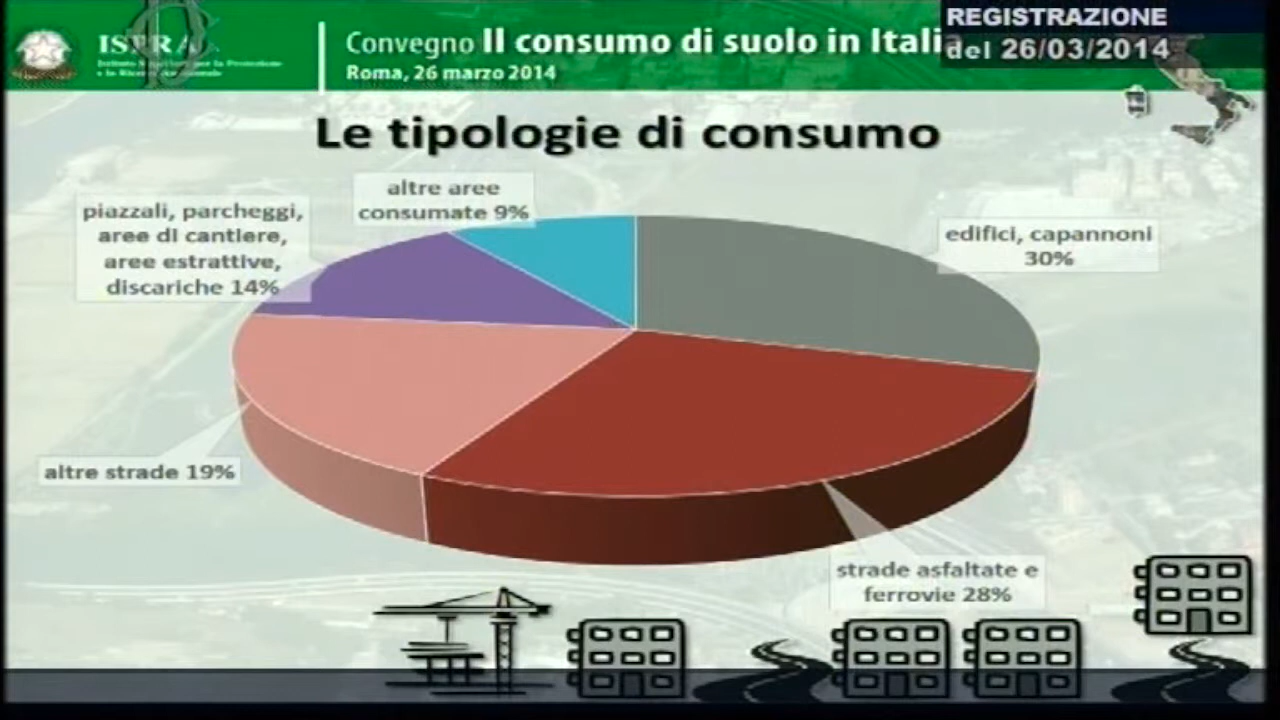 REGISTRAZIONE
del 26/03/2014
ISPRA
Convegno Il consumo di suolo in Italia
Roma, 26 marzo 2014
Le tipologie di consumo
altre aree
consumate 9%
piazzali, parcheggi,
aree di cantiere,
aree estrattive,
discariche 14%
edifici, capannoni
30%
altre strade 19%
strade asfaltate e
ferrovie 28%